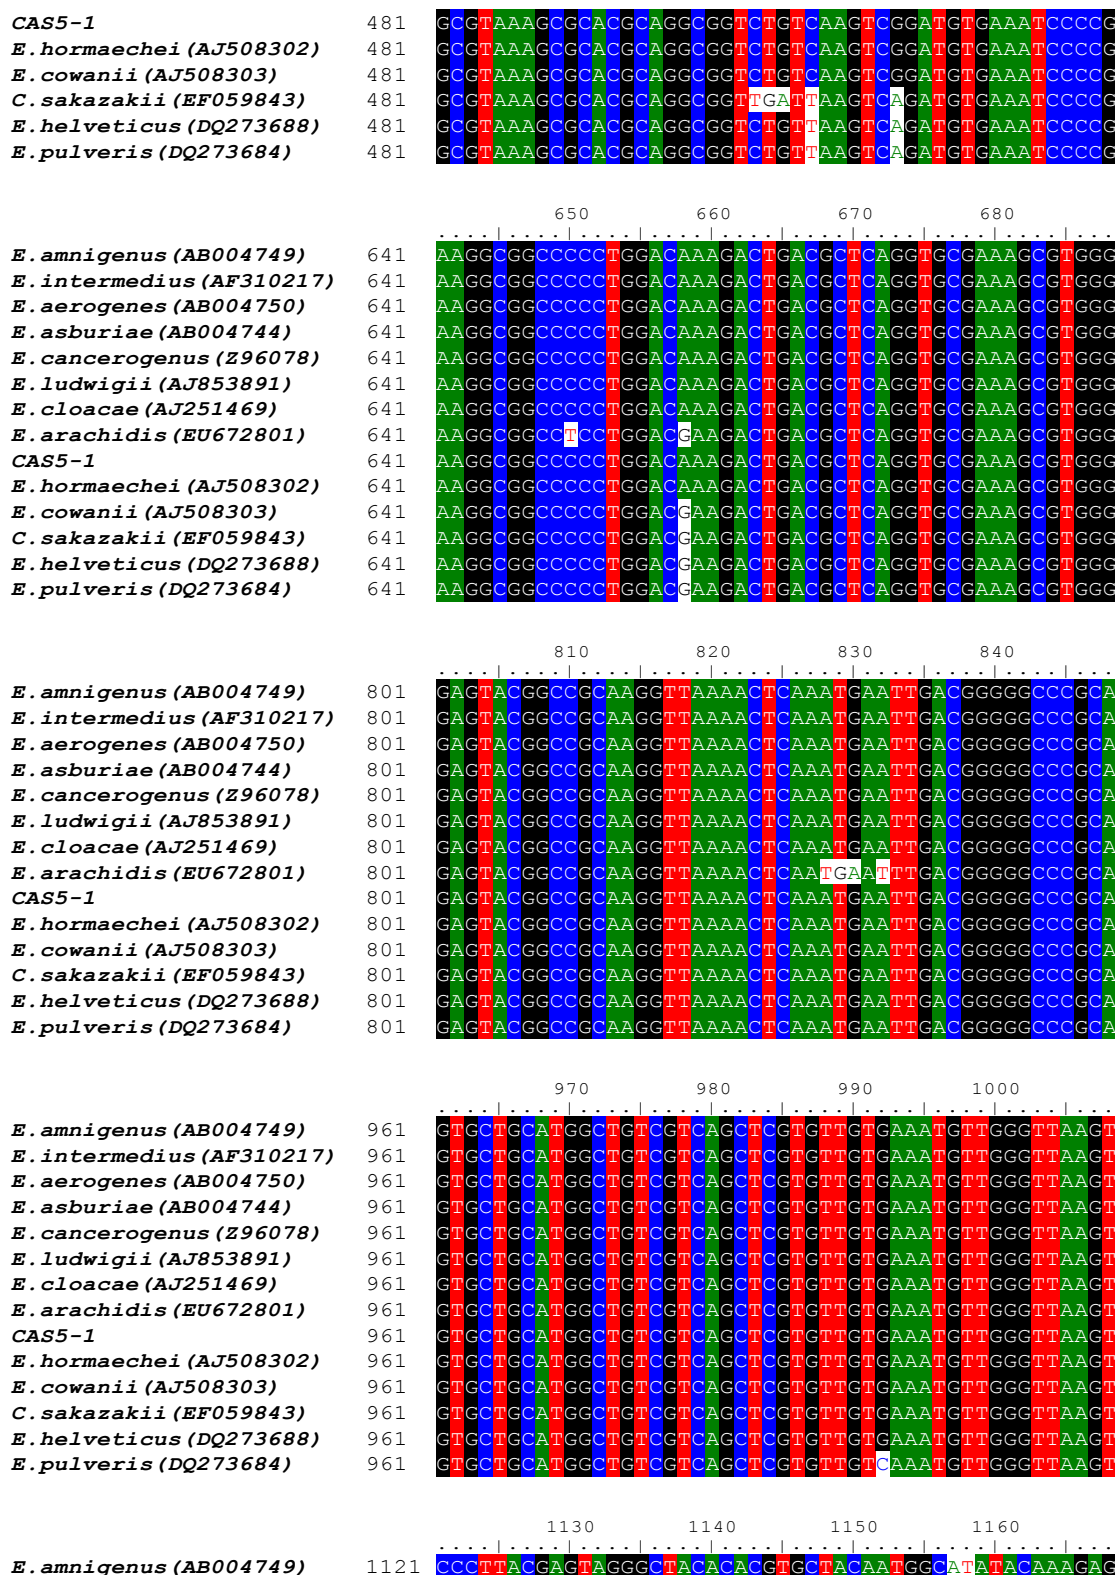 CAS5-1 481 GCGTAAAGCGCACGCAGGCGGTCTGTCAAGTCGGATGTGAAATCCCCG
E.hormaechei(AJ508302) 481 GCGTAAAGCGCACGCAGGCGGTCTGTCAAGTCGGATGTGAAATCCCCG
E.cowanii(AJ508303) 481 GCGTAAAGCGCACGCAGGCGGTCTGTCAAGTCGGATGTGAAATCCCCG
C.sakazakii(EF059843) 481 GCGTAAAGCGCACGCAGGCGGTTGATTAAGTCAGATGTGAAATCCCCG
E.helveticus(DQ273688) 481 GCGTAAAGCGCACGCAGGCGGTCTGTTAAGTCAGATGTGAAATCCCCG
E.pulveris(DQ273684) 481 GCGTAAAGCGCACGCAGGCGGTCTGTTAAGTCAGATGTGAAATCCCCG
650 660 670 680
....|....|....|....|....|....|....|....|....|...
E.amnigenus(AB004749) 641 AAGGCGGCCCCCTGGACAAAGACTGACGCTCAGGTGCGAAAGCGTGGG
E.intermedius(AF310217) 641 AAGGCGGCCCCCTGGACAAAGACTGACGCTCAGGTGCGAAAGCGTGGG
E.aerogenes(AB004750) 641 AAGGCGGCCCCCTGGACAAAGACTGACGCTCAGGTGCGAAAGCGTGGG
E.asburiae(AB004744) 641 AAGGCGGCCCCCTGGACAAAGACTGACGCTCAGGTGCGAAAGCGTGGG
E.cancerogenus(Z96078) 641 AAGGCGGCCCCCTGGACAAAGACTGACGCTCAGGTGCGAAAGCGTGGG
E.ludwigii(AJ853891) 641 AAGGCGGCCCCCTGGACAAAGACTGACGCTCAGGTGCGAAAGCGTGGG
E.cloacae(AJ251469) 641 AAGGCGGCCCCCTGGACAAAGACTGACGCTCAGGTGCGAAAGCGTGGG
E.arachidis(EU672801) 641 AAGGCGGCCTCCTGGACGAAGACTGACGCTCAGGTGCGAAAGCGTGGG
CAS5-1 641 AAGGCGGCCCCCTGGACAAAGACTGACGCTCAGGTGCGAAAGCGTGGG
E.hormaechei(AJ508302) 641 AAGGCGGCCCCCTGGACAAAGACTGACGCTCAGGTGCGAAAGCGTGGG
E.cowanii(AJ508303) 641 AAGGCGGCCCCCTGGACGAAGACTGACGCTCAGGTGCGAAAGCGTGGG
C.sakazakii(EF059843) 641 AAGGCGGCCCCCTGGACGAAGACTGACGCTCAGGTGCGAAAGCGTGGG
E.helveticus(DQ273688) 641 AAGGCGGCCCCCTGGACGAAGACTGACGCTCAGGTGCGAAAGCGTGGG
E.pulveris(DQ273684) 641 AAGGCGGCCCCCTGGACGAAGACTGACGCTCAGGTGCGAAAGCGTGGG
810 820 830 840
....|....|....|....|....|....|....|....|....|...
E.amnigenus(AB004749) 801 GAGTACGGCCGCAAGGTTAAAACTCAAATGAATTGACGGGGGCCCGCA
E.intermedius(AF310217) 801 GAGTACGGCCGCAAGGTTAAAACTCAAATGAATTGACGGGGGCCCGCA
E.aerogenes(AB004750) 801 GAGTACGGCCGCAAGGTTAAAACTCAAATGAATTGACGGGGGCCCGCA
E.asburiae(AB004744) 801 GAGTACGGCCGCAAGGTTAAAACTCAAATGAATTGACGGGGGCCCGCA
E.cancerogenus(Z96078) 801 GAGTACGGCCGCAAGGTTAAAACTCAAATGAATTGACGGGGGCCCGCA
E.ludwigii(AJ853891) 801 GAGTACGGCCGCAAGGTTAAAACTCAAATGAATTGACGGGGGCCCGCA
E.cloacae(AJ251469) 801 GAGTACGGCCGCAAGGTTAAAACTCAAATGAATTGACGGGGGCCCGCA
E.arachidis(EU672801) 801 GAGTACGGCCGCAAGGTTAAAACTCAATGAATTTGACGGGGGCCCGCA
CAS5-1 801 GAGTACGGCCGCAAGGTTAAAACTCAAATGAATTGACGGGGGCCCGCA
E.hormaechei(AJ508302) 801 GAGTACGGCCGCAAGGTTAAAACTCAAATGAATTGACGGGGGCCCGCA
E.cowanii(AJ508303) 801 GAGTACGGCCGCAAGGTTAAAACTCAAATGAATTGACGGGGGCCCGCA
C.sakazakii(EF059843) 801 GAGTACGGCCGCAAGGTTAAAACTCAAATGAATTGACGGGGGCCCGCA
E.helveticus(DQ273688) 801 GAGTACGGCCGCAAGGTTAAAACTCAAATGAATTGACGGGGGCCCGCA
E.pulveris(DQ273684) 801 GAGTACGGCCGCAAGGTTAAAACTCAAATGAATTGACGGGGGCCCGCA
970 980 990 1000
....|....|....|....|....|....|....|....|....|...
E.amnigenus(AB004749) 961 GTGCTGCATGGCTGTCGTCAGCTCGTGTTGTGAAATGTTGGGTTAAGT
E.intermedius(AF310217) 961 GTGCTGCATGGCTGTCGTCAGCTCGTGTTGTGAAATGTTGGGTTAAGT
E.aerogenes(AB004750) 961 GTGCTGCATGGCTGTCGTCAGCTCGTGTTGTGAAATGTTGGGTTAAGT
E.asburiae(AB004744) 961 GTGCTGCATGGCTGTCGTCAGCTCGTGTTGTGAAATGTTGGGTTAAGT
E.cancerogenus(Z96078) 961 GTGCTGCATGGCTGTCGTCAGCTCGTGTTGTGAAATGTTGGGTTAAGT
E.ludwigii(AJ853891) 961 GTGCTGCATGGCTGTCGTCAGCTCGTGTTGTGAAATGTTGGGTTAAGT
E.cloacae(AJ251469) 961 GTGCTGCATGGCTGTCGTCAGCTCGTGTTGTGAAATGTTGGGTTAAGT
E.arachidis(EU672801) 961 GTGCTGCATGGCTGTCGTCAGCTCGTGTTGTGAAATGTTGGGTTAAGT
CAS5-1 961 GTGCTGCATGGCTGTCGTCAGCTCGTGTTGTGAAATGTTGGGTTAAGT
E.hormaechei(AJ508302) 961 GTGCTGCATGGCTGTCGTCAGCTCGTGTTGTGAAATGTTGGGTTAAGT
E.cowanii(AJ508303) 961 GTGCTGCATGGCTGTCGTCAGCTCGTGTTGTGAAATGTTGGGTTAAGT
C.sakazakii(EF059843) 961 GTGCTGCATGGCTGTCGTCAGCTCGTGTTGTGAAATGTTGGGTTAAGT
E.helveticus(DQ273688) 961 GTGCTGCATGGCTGTCGTCAGCTCGTGTTGTGAAATGTTGGGTTAAGT
E.pulveris(DQ273684) 961 GTGCTGCATGGCTGTCGTCAGCTCGTGTTGTCAAATGTTGGGTTAAGT
1130 1140 1150 1160
....|....|....|....|....|....|....|....|....|...
E.amnigenus(AB004749) 1121 CCCTTACGAGTAGGGCTACACACGTGCTACAATGGCATATACAAAGAG